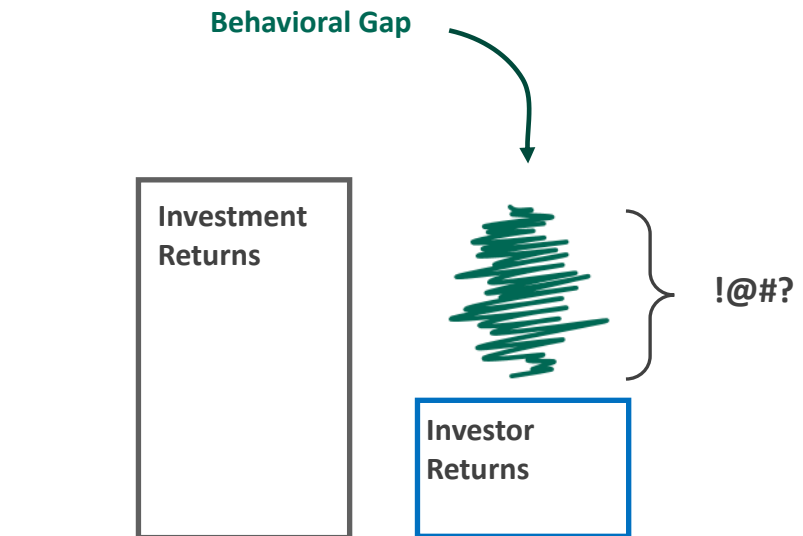 Behavioral Gap
Investment
Returns
!@#?
Investor
Returns